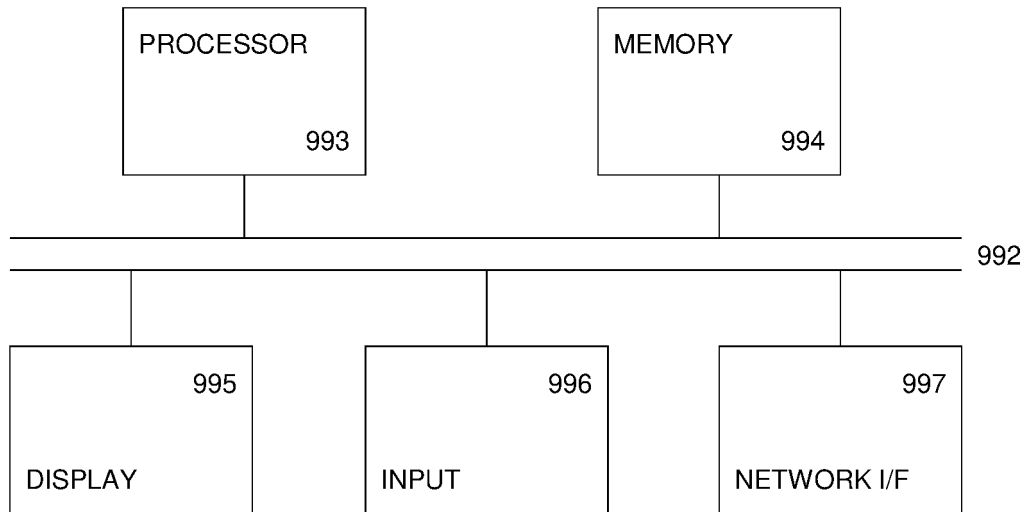 PROCESSOR
993
MEMORY
994
992
995
DISPLAY
996
INPUT
997
NETWORK I/F